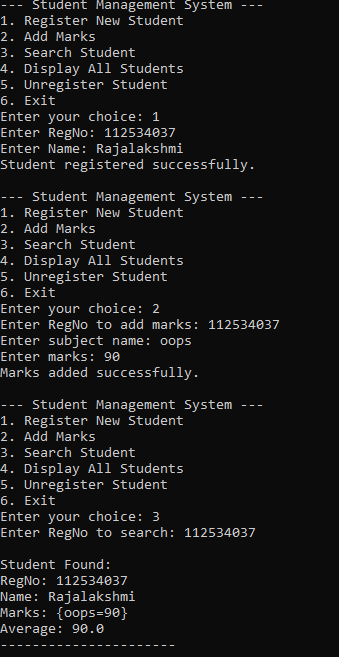 --- Student Management System ---
1. Register New Student
2. Add Marks
3. Search Student
4. Display All Students
5. Unregister Student
6. Exit
Enter your choice: 1
Enter RegNo: 112534037
Enter Name: Rajalakshmi
Student registered successfully.

--- Student Management System ---
1. Register New Student
2. Add Marks
3. Search Student
4. Display All Students
5. Unregister Student
6. Exit
Enter your choice: 2
Enter RegNo to add marks: 112534037
Enter subject name: oops
Enter marks: 90
Marks added successfully.

--- Student Management System ---
1. Register New Student
2. Add Marks
3. Search Student
4. Display All Students
5. Unregister Student
6. Exit
Enter your choice: 3
Enter RegNo to search: 112534037

Student Found:
RegNo: 112534037
Name: Rajalakshmi
Marks: {oops=90}
Average: 90.0
----------------------